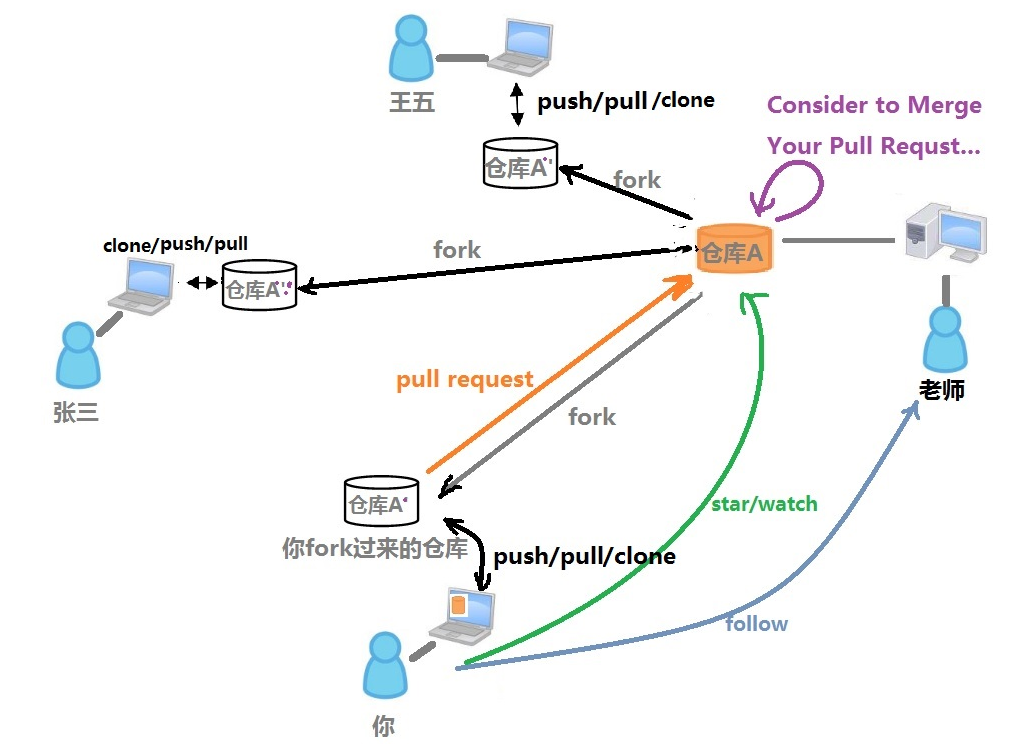 王五
push/pull/clone
Consider to Merge
Your Pull Requst...
仓库A''
fork
clone/push/pull
fork
仓库A
仓库A
张三
pull request
老师
fork
仓库A'
star/watch
你fork过来的仓库
push/pull/clone
follow
你